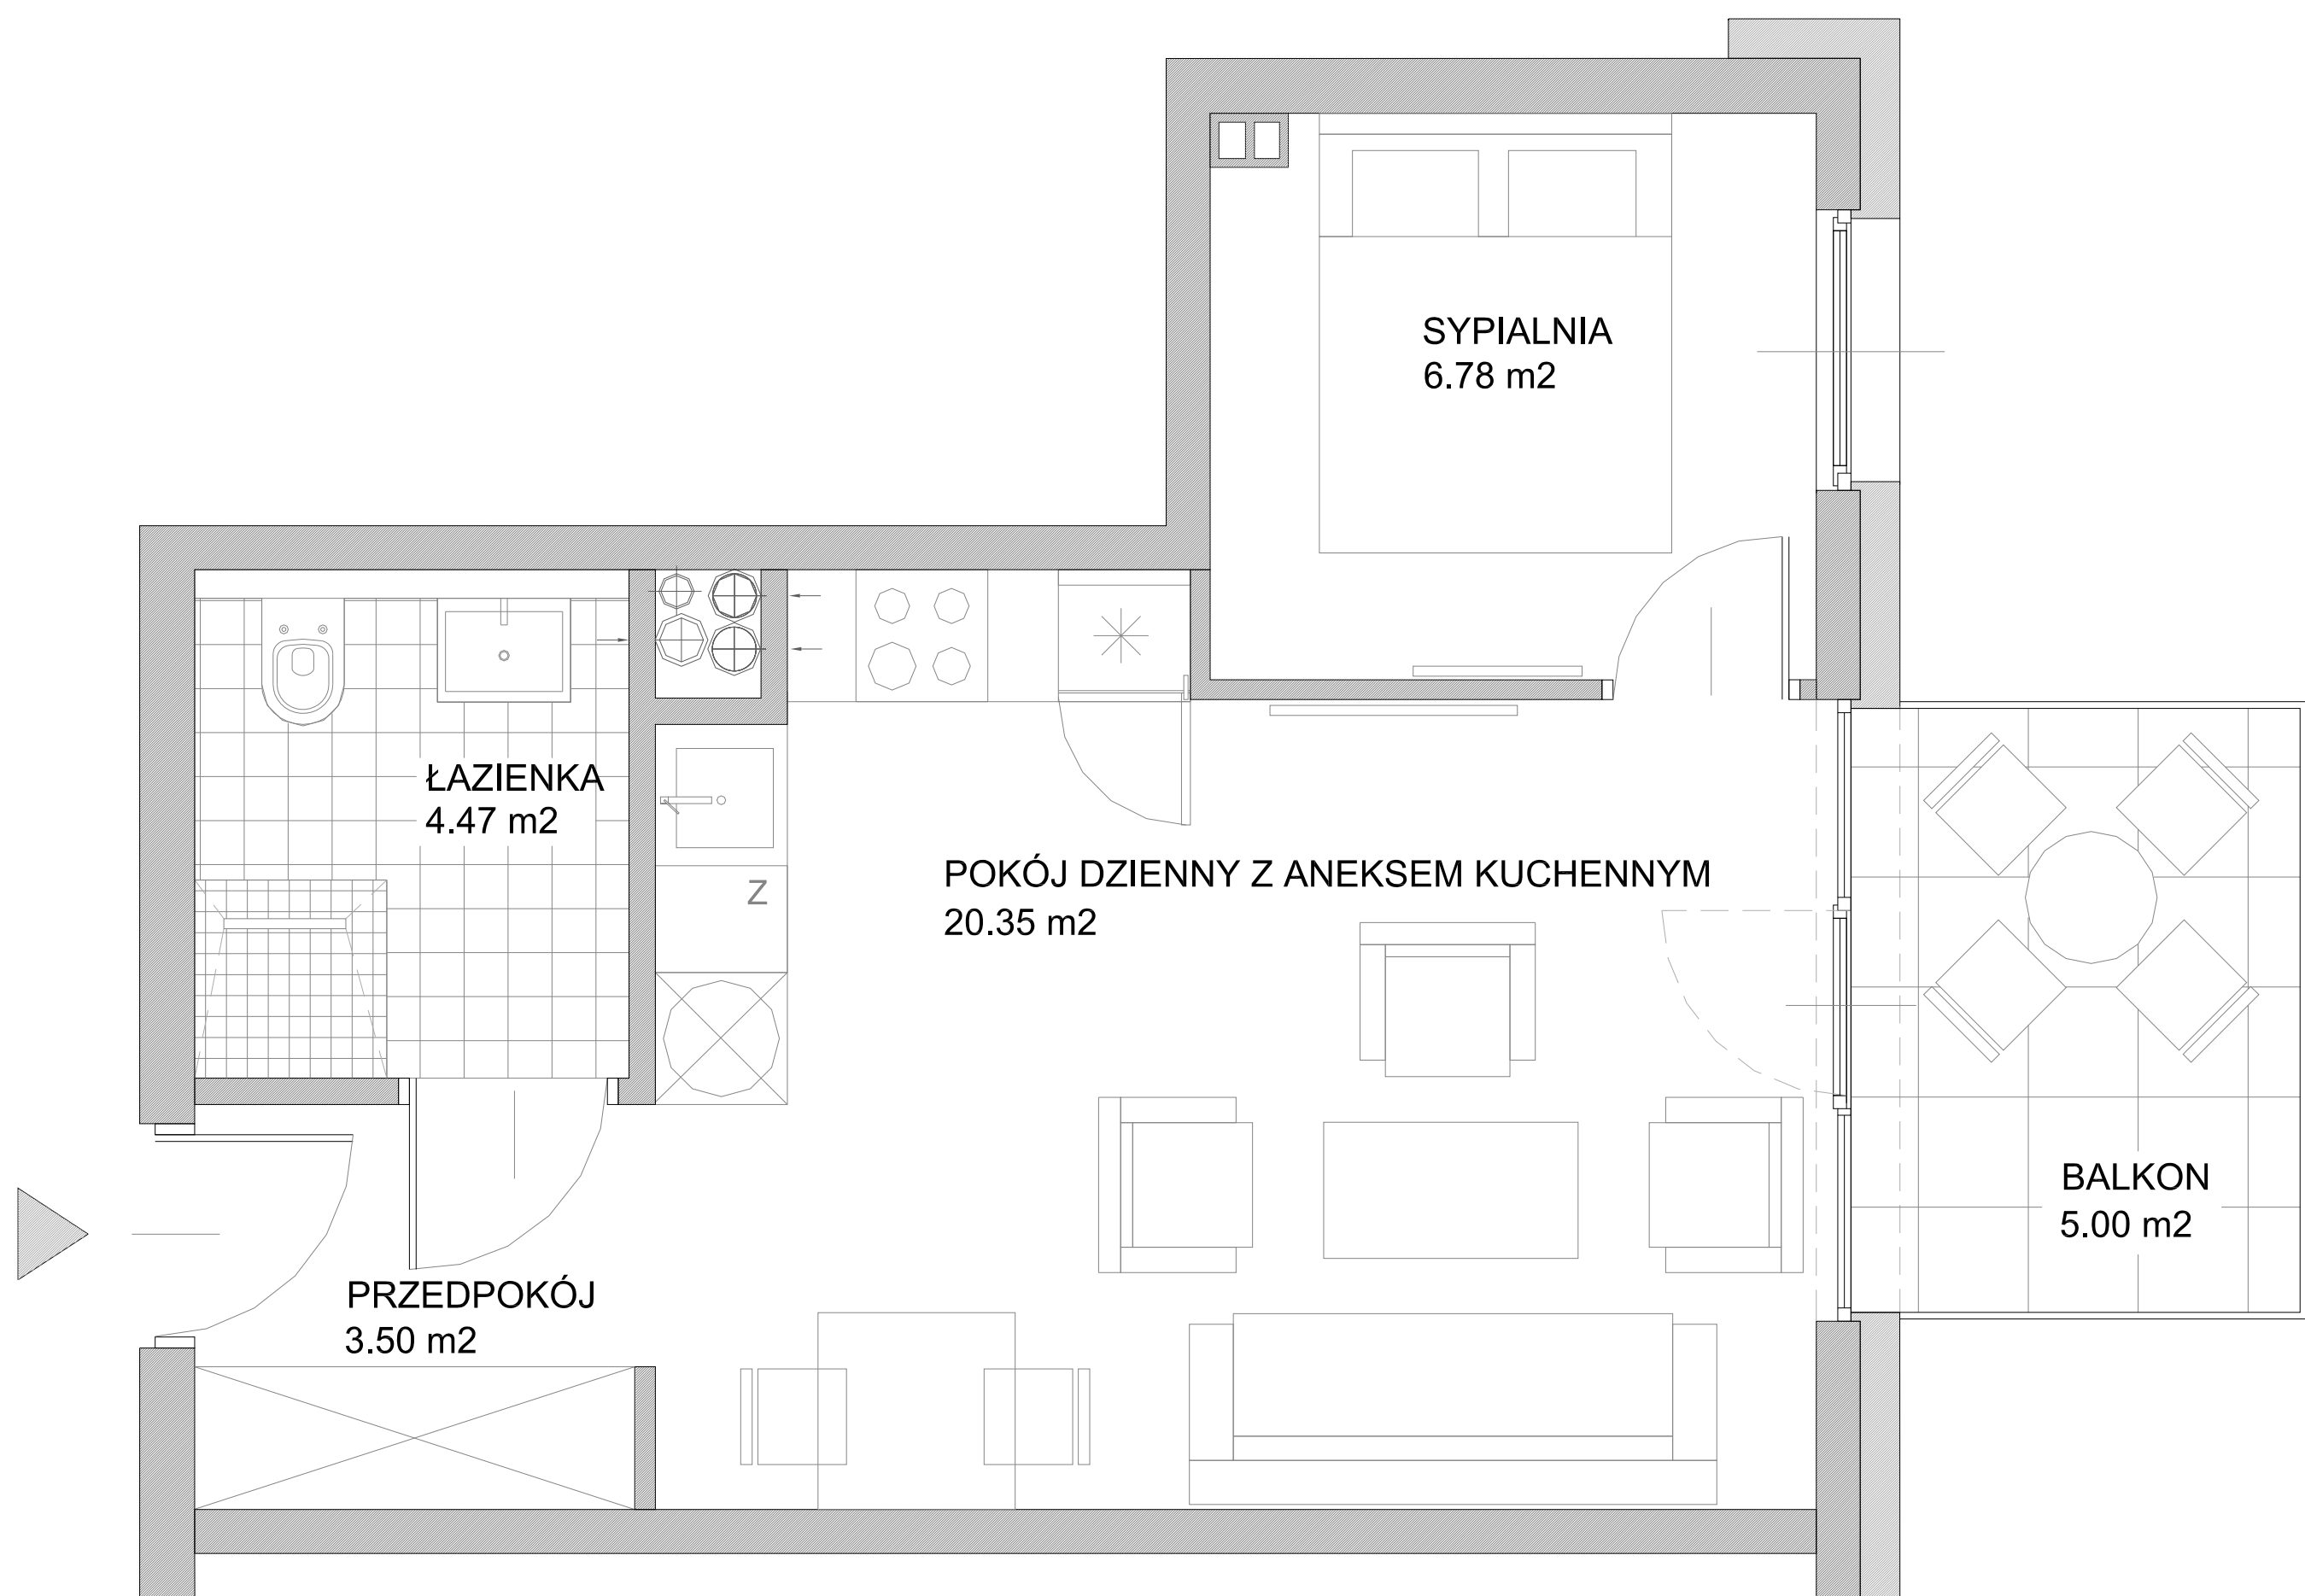 SYPIALNIA
6.78 m2
ŁAZIENKA
4.47 m2
Z
POKÓJ DZIENNY Z ANEKSEM KUCHENNYM
20.35 m2
BALKON
5.00 m2
PRZEDPOKÓJ
3.50 m2